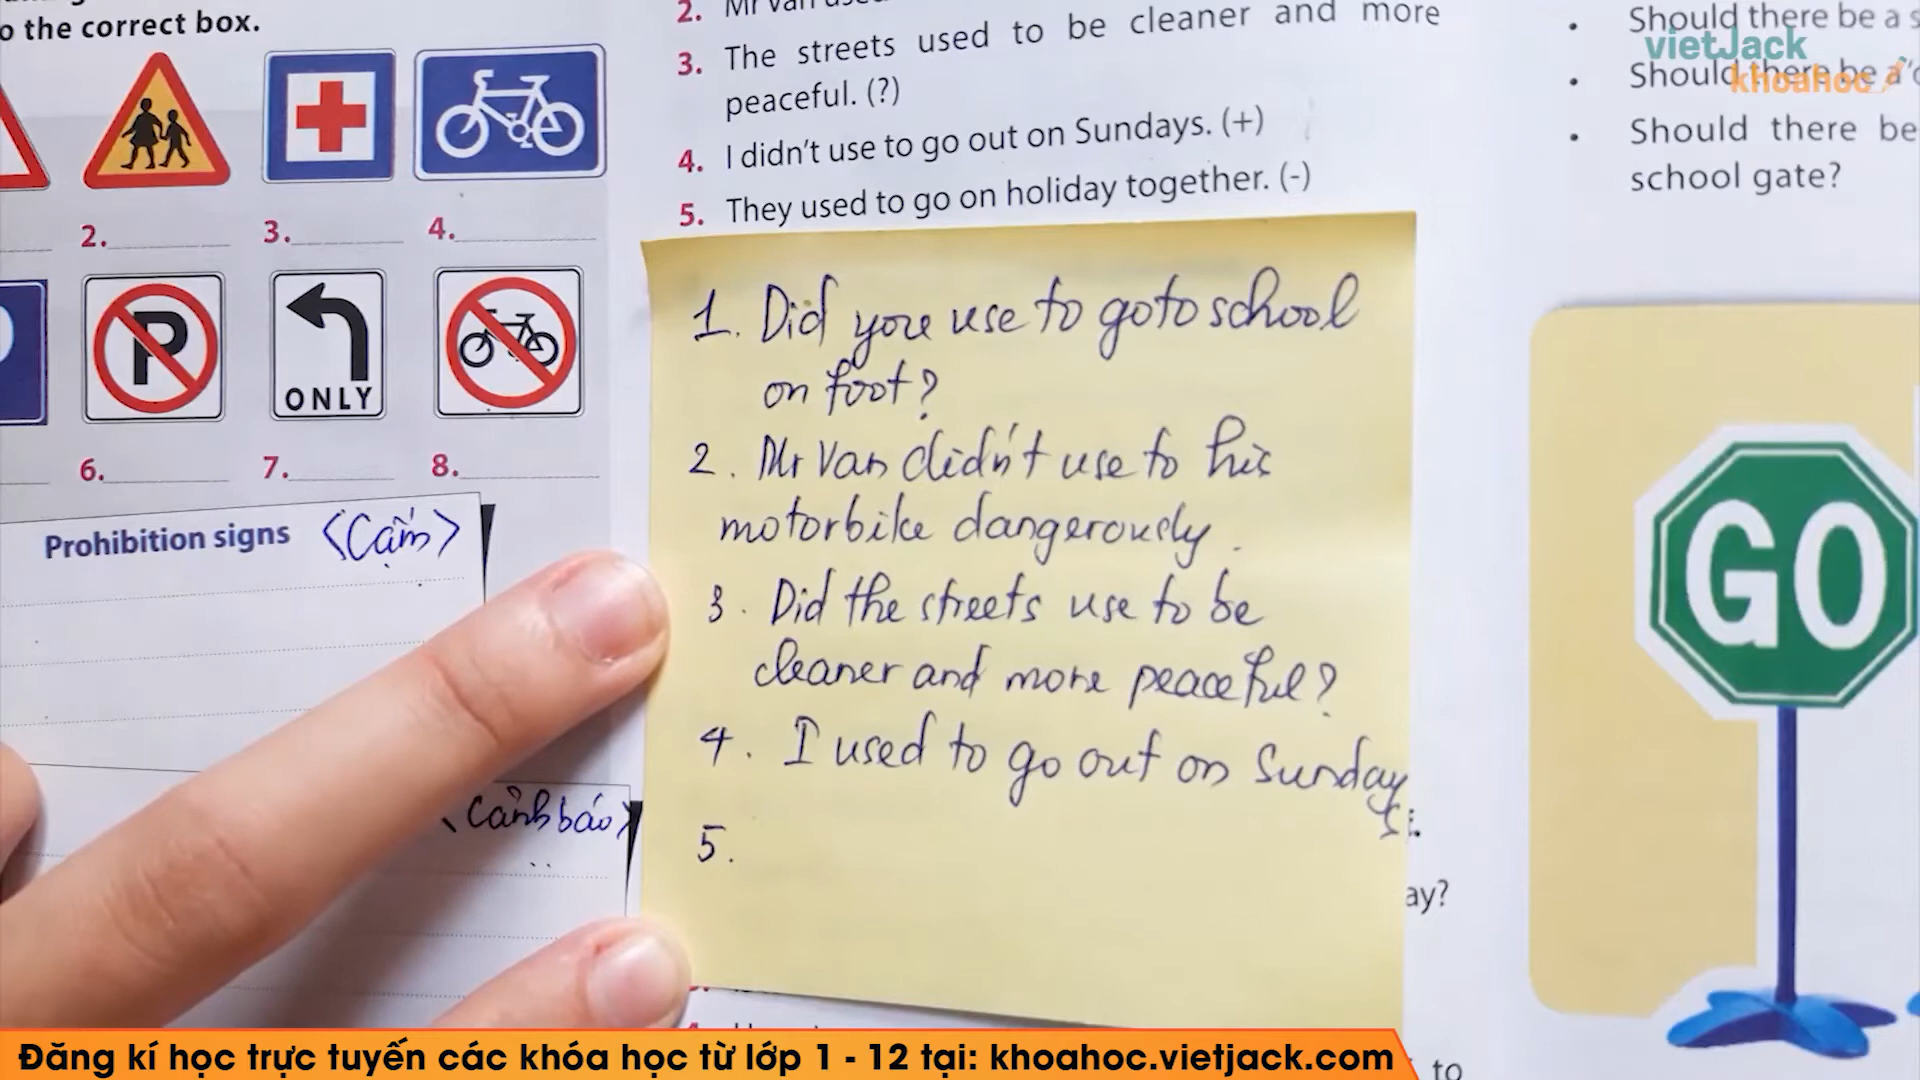 o the correct box.
2.
3.
4.
P
ONLY
6.
7.
8.
Prohibition signs <Cấm>
<Cảnh báo>
2. Mr Van used
3. The streets used to be cleaner and more
peaceful. (?)
4. I didn't use to go out on Sundays. (+)
5. They used to go on holiday together. (-)
1. Did you use to go to school
on foot?
2. Mr Van didn't use to his
motorbike dangerously.
3. Did the streets use to be
cleaner and more peaceful?
4. I used to go out on Sunday
s.
5.
ay?
to
• Should there be a s
• Should there be a
• Should there be
school gate?
vietJack
khoahoc
GO
Đăng kí học trực tuyến các khóa học từ lớp 1 - 12 tại: khoahoc.vietjack.com